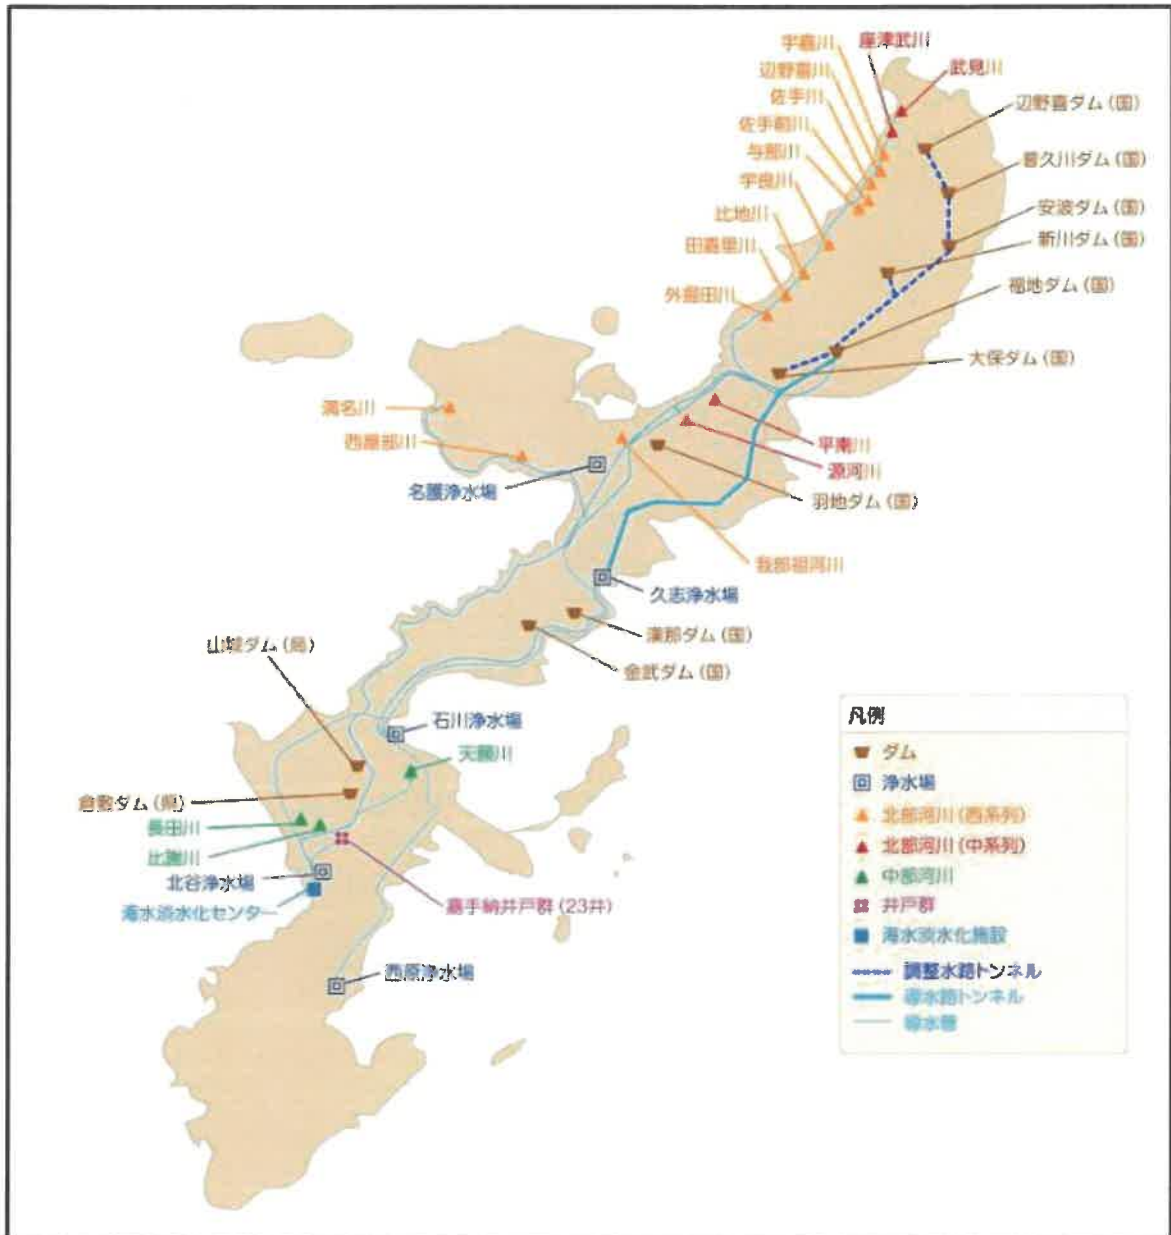 宇嘉川
座津武川
武見川
辺野喜川
佐手川
佐手前川
与那川
宇良川
比地川
田嘉里川
外堀田川
辺野喜ダム(国)
普久川ダム(国)
安波ダム(国)
新川ダム(国)
福地ダム(国)
大保ダム(国)
満名川
西屋部川
名護浄水場
平南川
源河川
羽地ダム(国)
我部祖河川
久志浄水場
漢那ダム(国)
金武ダム(国)
山城ダム(局)
石川浄水場
天願川
倉敷ダム(県)
長田川
比謝川
北谷浄水場
海水淡水化センター
嘉手納井戸群(23井)
西原浄水場
凡例
ダム
浄水場
北部河川(西系列)
北部河川(中系列)
中部河川
井戸群
海水淡水化施設
調整水路トンネル
導水路トンネル
導水管